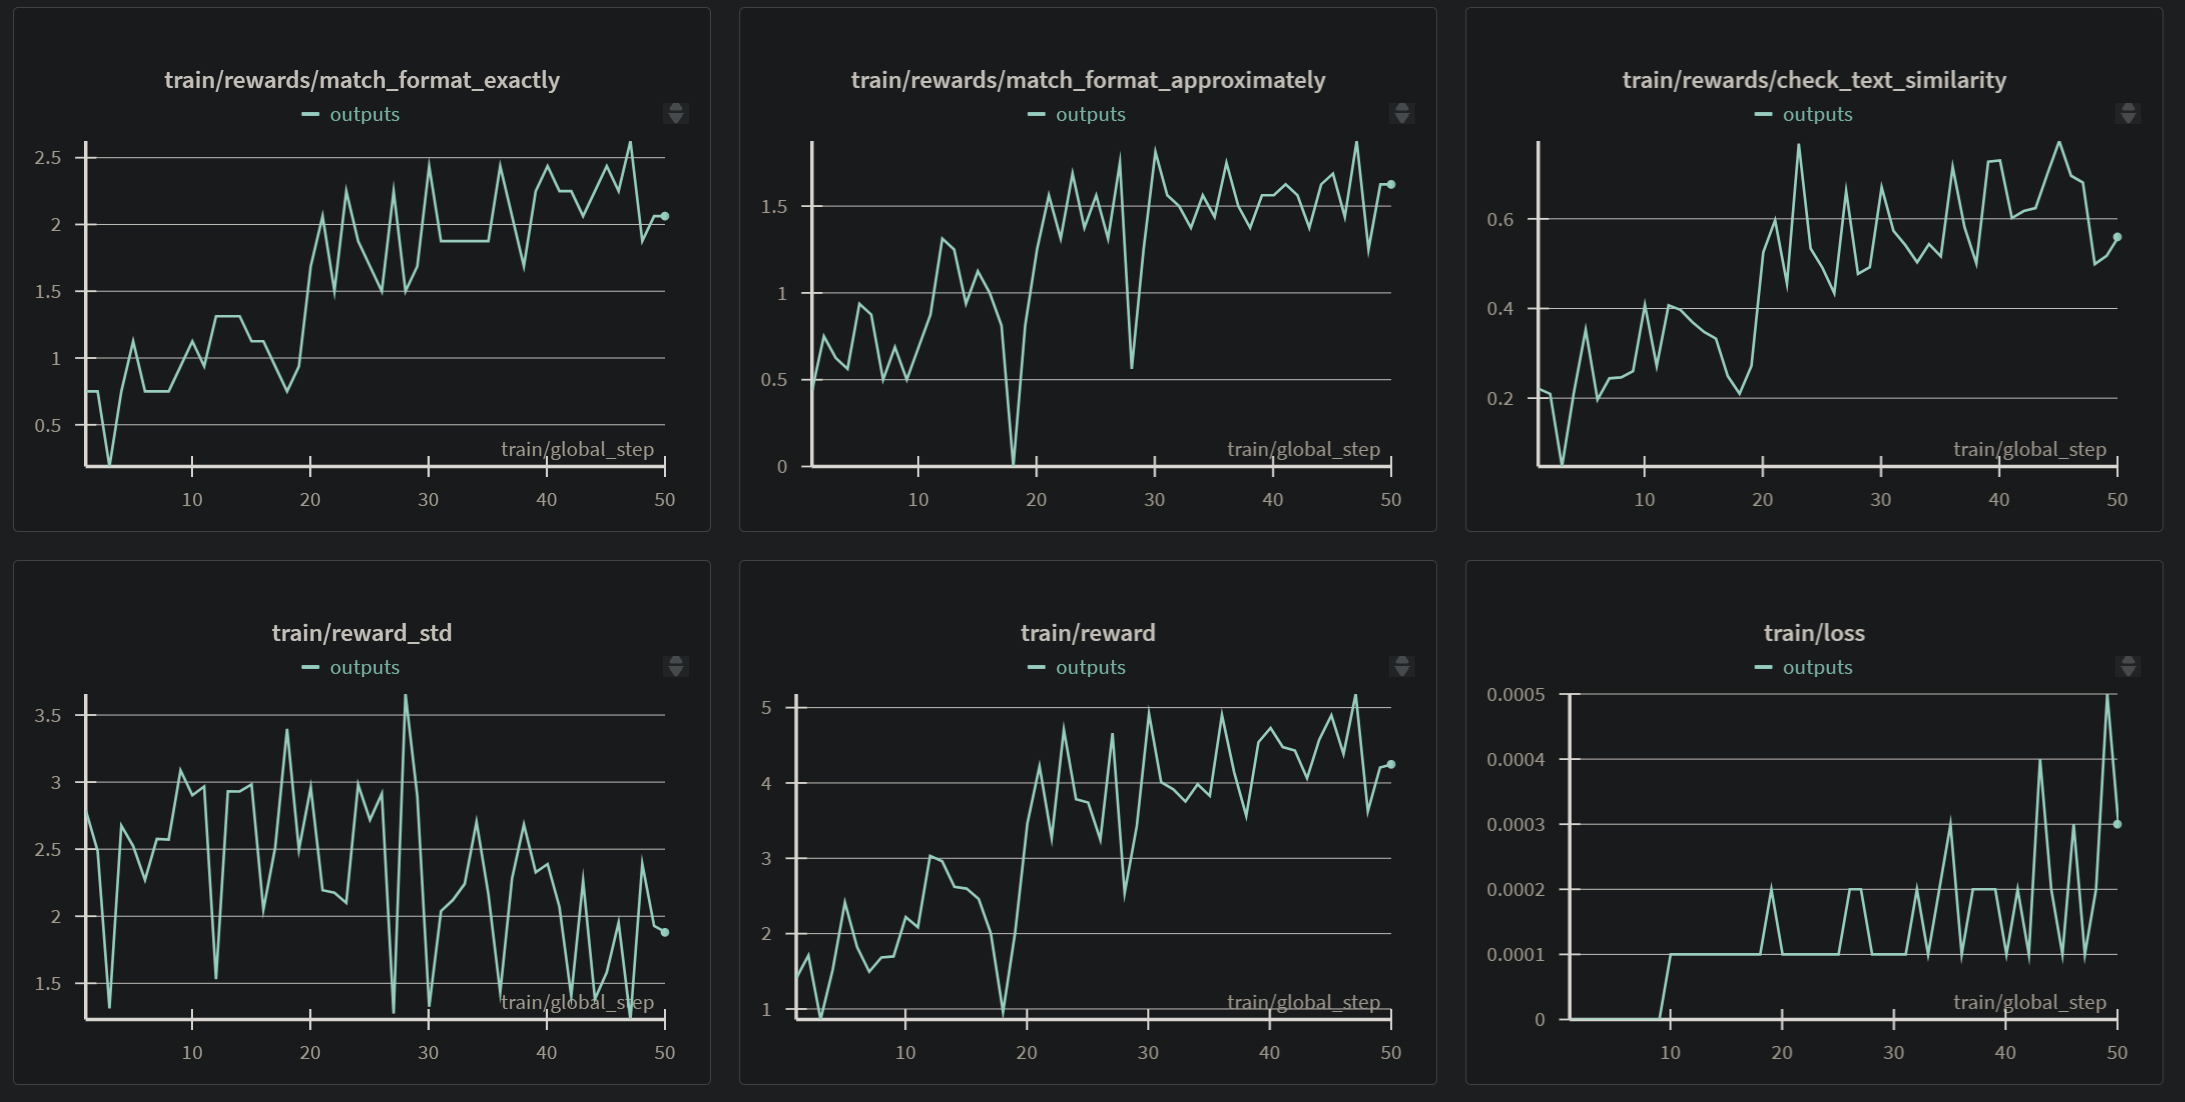 train/rewards/match_format_exactly
outputs
2.5
2
1.5
1
0.5
train/global_step
10 20 30 40 50
train/rewards/match_format_approximately
outputs
1.5
1
0.5
0
train/global_step
10 20 30 40 50
train/rewards/check_text_similarity
outputs
0.6
0.4
0.2
train/global_step
10 20 30 40 50
train/reward_std
outputs
3.5
3
2.5
2
1.5
train/global_step
10 20 30 40 50
train/reward
outputs
5
4
3
2
1
train/global_step
10 20 30 40 50
train/loss
outputs
0.0005
0.0004
0.0003
0.0002
0.0001
0
train/global_step
10 20 30 40 50